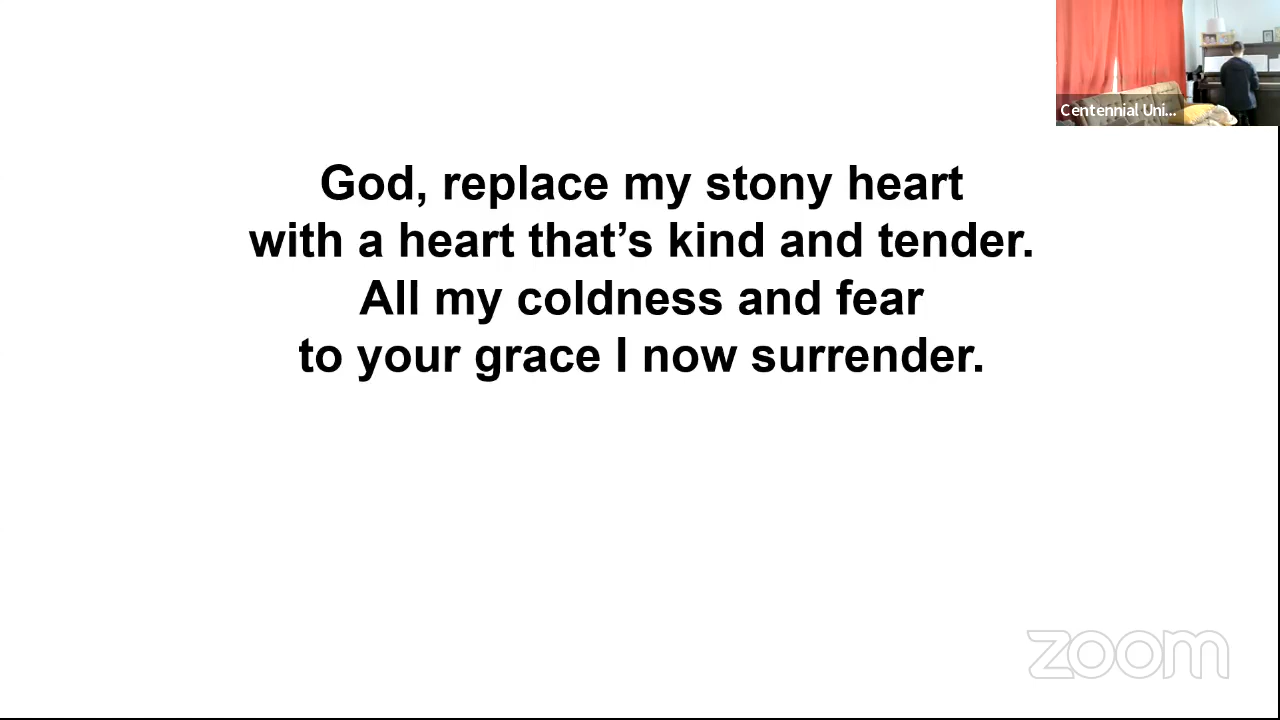 Centennial Uni...
God, replace my stony heart
with a heart that’s kind and tender.
All my coldness and fear
to your grace I now surrender.
zoom